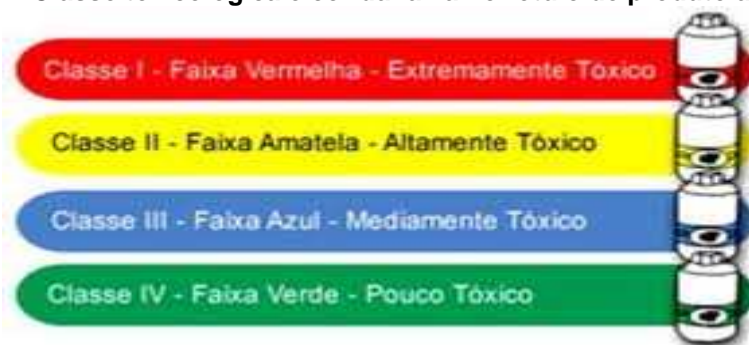 Classe I - Faixa Vermelha - Extremamente Tóxico
Classe II - Faixa Amatela - Altamente Tóxico
Classe III - Faixa Azul - Mediamente Tóxico
Classe IV - Faixa Verde - Pouco Tóxico